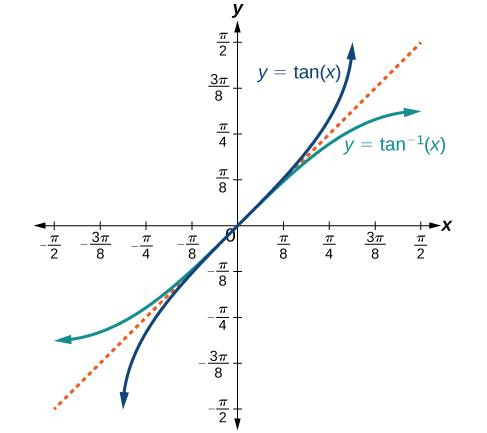 y
π/2
y = tan(x)
3π/8
π/4
y = tan⁻¹(x)
π/8
x
−π/2 −3π/8 −π/4 −π/8 0 π/8 π/4 3π/8 π/2
−π/8
−π/4
−3π/8
−π/2